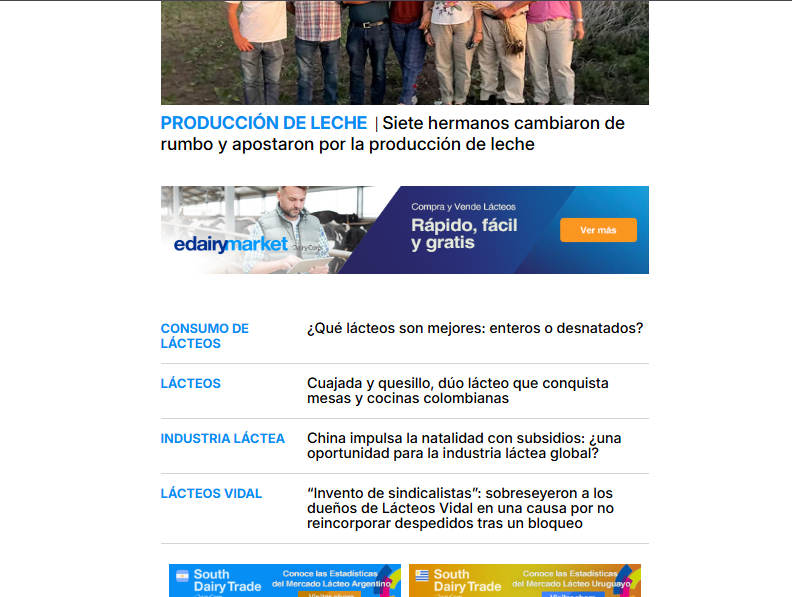 PRODUCCIÓN DE LECHE | Siete hermanos cambiaron de
rumbo y apostaron por la producción de leche
edairymarket
DairyCorp
Compra y Vende Lácteos
Rápido, fácil
y gratis
Ver más
CONSUMO DE
LÁCTEOS
¿Qué lácteos son mejores: enteros o desnatados?
LÁCTEOS
Cuajada y quesillo, dúo lácteo que conquista
mesas y cocinas colombianas
INDUSTRIA LÁCTEA
China impulsa la natalidad con subsidios: ¿una
oportunidad para la industria láctea global?
LÁCTEOS VIDAL
“Invento de sindicalistas”: sobreseyeron a los
dueños de Lácteos Vidal en una causa por no
reincorporar despedidos tras un bloqueo
South
Dairy Trade
Conoce las Estadísticas
del Mercado Lácteo Argentino
South
Dairy Trade
Conoce las Estadísticas
del Mercado Lácteo Uruguayo